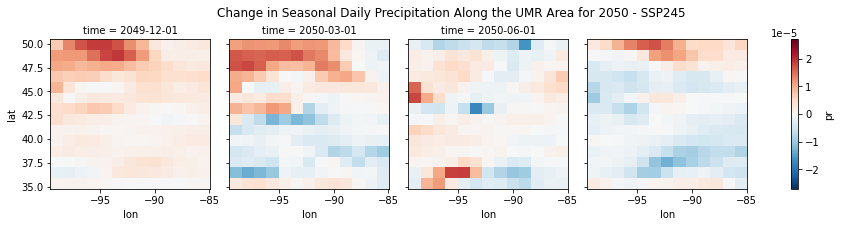 Change in Seasonal Daily Precipitation Along the UMR Area for 2050 - SSP245
time = 2049-12-01 time = 2050-03-01 time = 2050-06-01
1e−5
50.0
47.5
45.0
42.5
40.0
37.5
35.0
lat
−95 −90 −85 −95 −90 −85 −95 −90 −85 −95 −90 −85
lon lon lon lon
2
1
0
−1
−2
pr